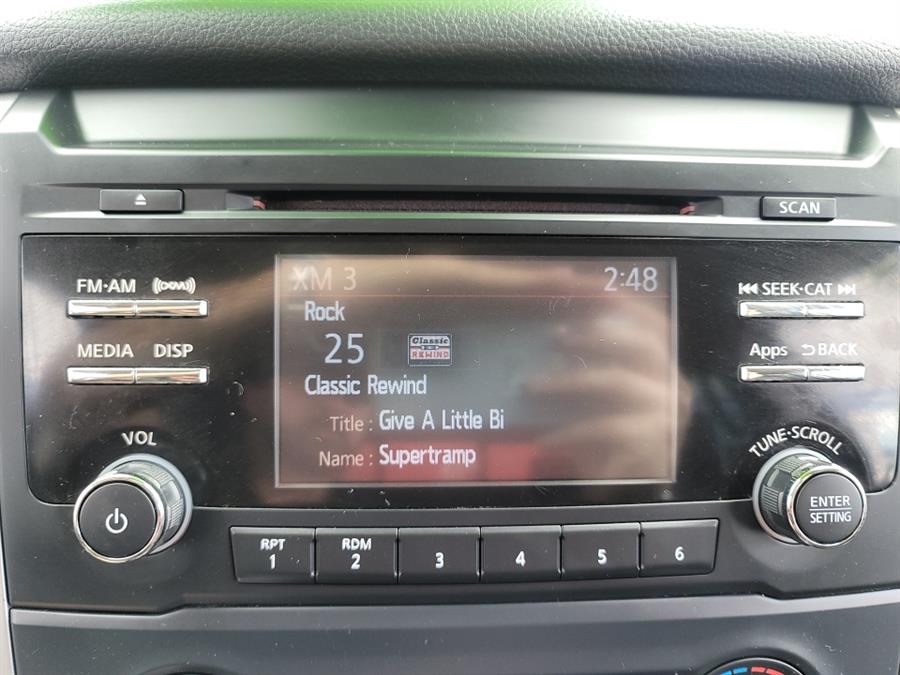 SCAN
FM·AM
MEDIA DISP
VOL
XM 3 2:48
Rock
25 Classic REWIND
Classic Rewind
Title : Give A Little Bi
Name : Supertramp
SEEK·CAT
Apps BACK
TUNE·SCROLL
ENTER
SETTING
RPT 1
RDM 2
3
4
5
6